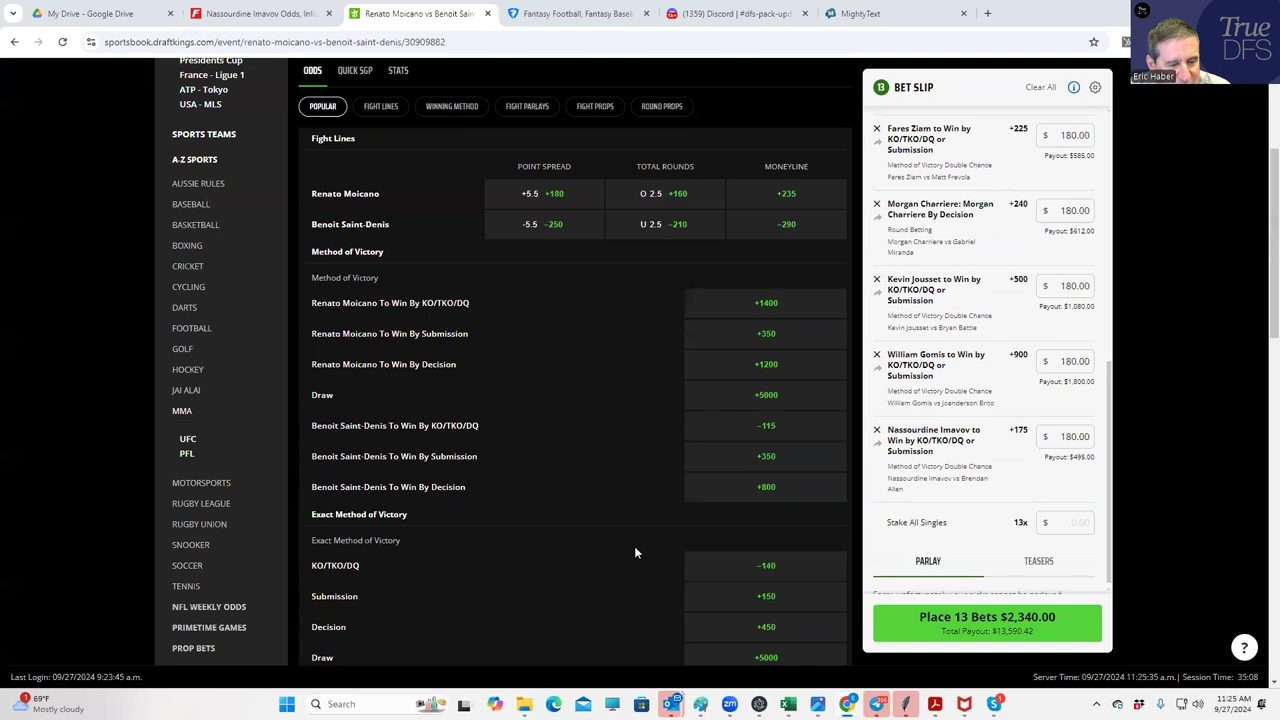 Google Drive: Share Files Onlin
Nassourdine Imavov Odds, Info
Renato Moicano vs Benoit Sain
Fantasy Football, Fantasy Baseb
(1359) Discord | #dfs-pack-upd
MightyText
sportsbook.draftkings.com/event/renato-moicano-vs-benoit-saint-denis/30909882
True
DFS
Eric Haber
Presidents Cup
France - Ligue 1
ATP - Tokyo
USA - MLS
SPORTS TEAMS
A-Z SPORTS
AUSSIE RULES
BASEBALL
BASKETBALL
BOXING
CRICKET
CYCLING
DARTS
FOOTBALL
GOLF
HOCKEY
JAI ALAI
MMA
UFC
PFL
MOTORSPORTS
RUGBY LEAGUE
RUGBY UNION
SNOOKER
SOCCER
TENNIS
NFL WEEKLY ODDS
PRIMETIME GAMES
PROP BETS
ODDS QUICK SGP STATS
POPULAR FIGHT LINES WINNING METHOD FIGHT PARLAYS FIGHT PROPS ROUND PROPS
Fight Lines
POINT SPREAD TOTAL ROUNDS MONEYLINE
Renato Moicano +5.5 +180 O 2.5 +160 +235
Benoit Saint-Denis -5.5 −250 U 2.5 −210 −290
Method of Victory
Method of Victory
Renato Moicano To Win By KO/TKO/DQ +1400
Renato Moicano To Win By Submission +350
Renato Moicano To Win By Decision +1200
Draw +5000
Benoit Saint-Denis To Win By KO/TKO/DQ −115
Benoit Saint-Denis To Win By Submission +350
Benoit Saint-Denis To Win By Decision +800
Exact Method of Victory
Exact Method of Victory
KO/TKO/DQ −140
Submission +150
Decision +450
Draw +5000
13 BET SLIP Clear All
Fares Ziam to Win by +225 $ 180.00
KO/TKO/DQ or
Submission Payout: $585.00
Method of Victory Double Chance
Fares Ziam vs Matt Frevola
Morgan Charriere: Morgan +240 $ 180.00
Charriere By Decision
Round Betting Payout: $612.00
Morgan Charriere vs Gabriel
Miranda
Kevin Jousset to Win by +500 $ 180.00
KO/TKO/DQ or
Submission Payout: $1,080.00
Method of Victory Double Chance
Kevin Jousset vs Bryan Battle
William Gomis to Win by +900 $ 180.00
KO/TKO/DQ or
Submission Payout: $1,800.00
Method of Victory Double Chance
William Gomis vs Joanderson Brito
Nassourdine Imavov to +175 $ 180.00
Win by KO/TKO/DQ or
Submission Payout: $495.00
Method of Victory Double Chance
Nassourdine Imavov vs Brendan
Allen
Stake All Singles 13x $ 0.00
PARLAY TEASERS
Sorry, unfortunately your picks cannot be parlayed
Place 13 Bets $2,340.00
Total Payout: $13,590.42
?
Last Login: 09/27/2024 9:23:45 a.m. Server Time: 09/27/2024 11:25:35 a.m.| Session Time: 35:08
69°F
Mostly cloudy
Search
11:25 AM
9/27/2024